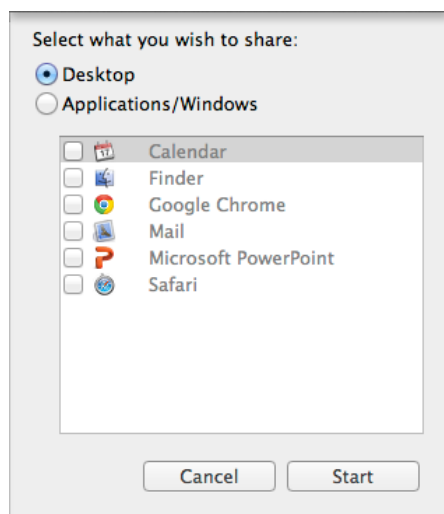 Select what you wish to share:
Desktop
Applications/Windows
17 Calendar
Finder
Google Chrome
Mail
Microsoft PowerPoint
Safari
Cancel Start